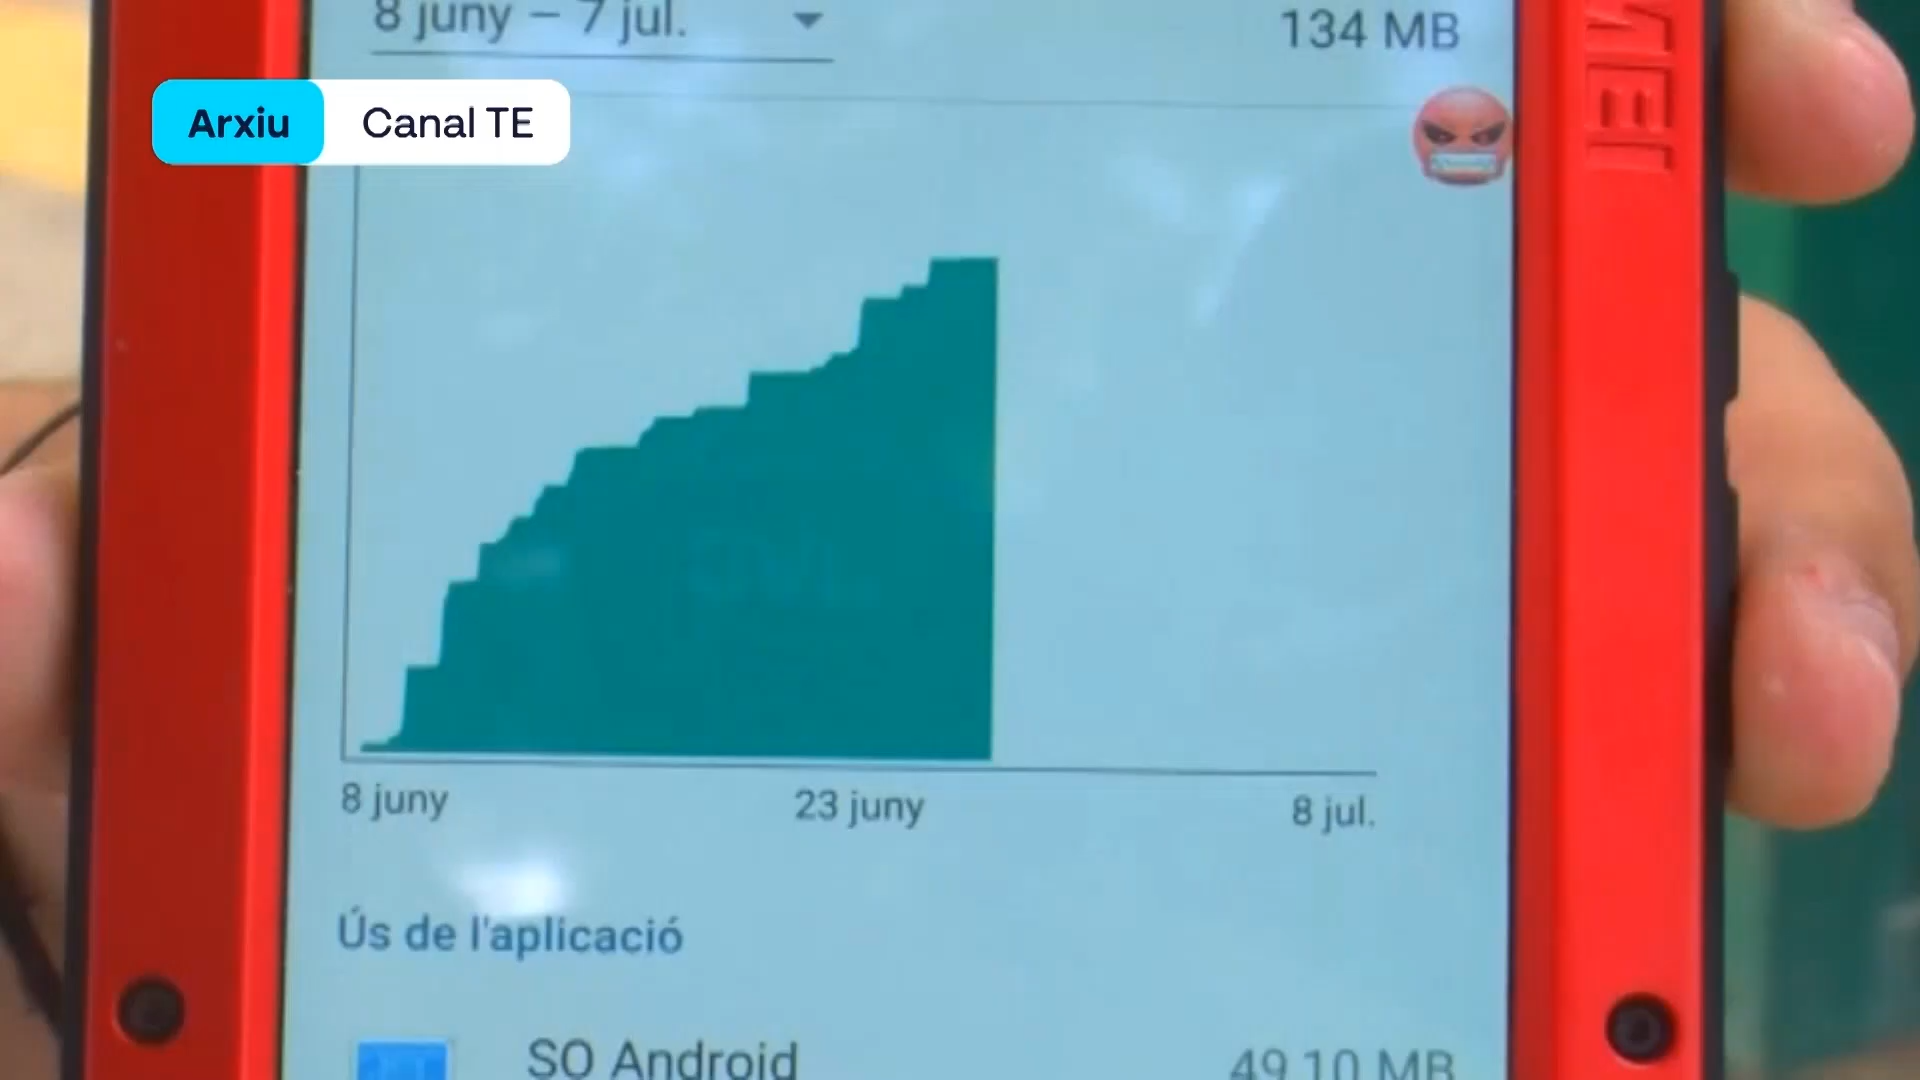 8 juny – 7 jul.
134 MB
Arxiu
Canal TE
8 juny
23 juny
8 jul.
Ús de l'aplicació
SO Android
49,10 MB